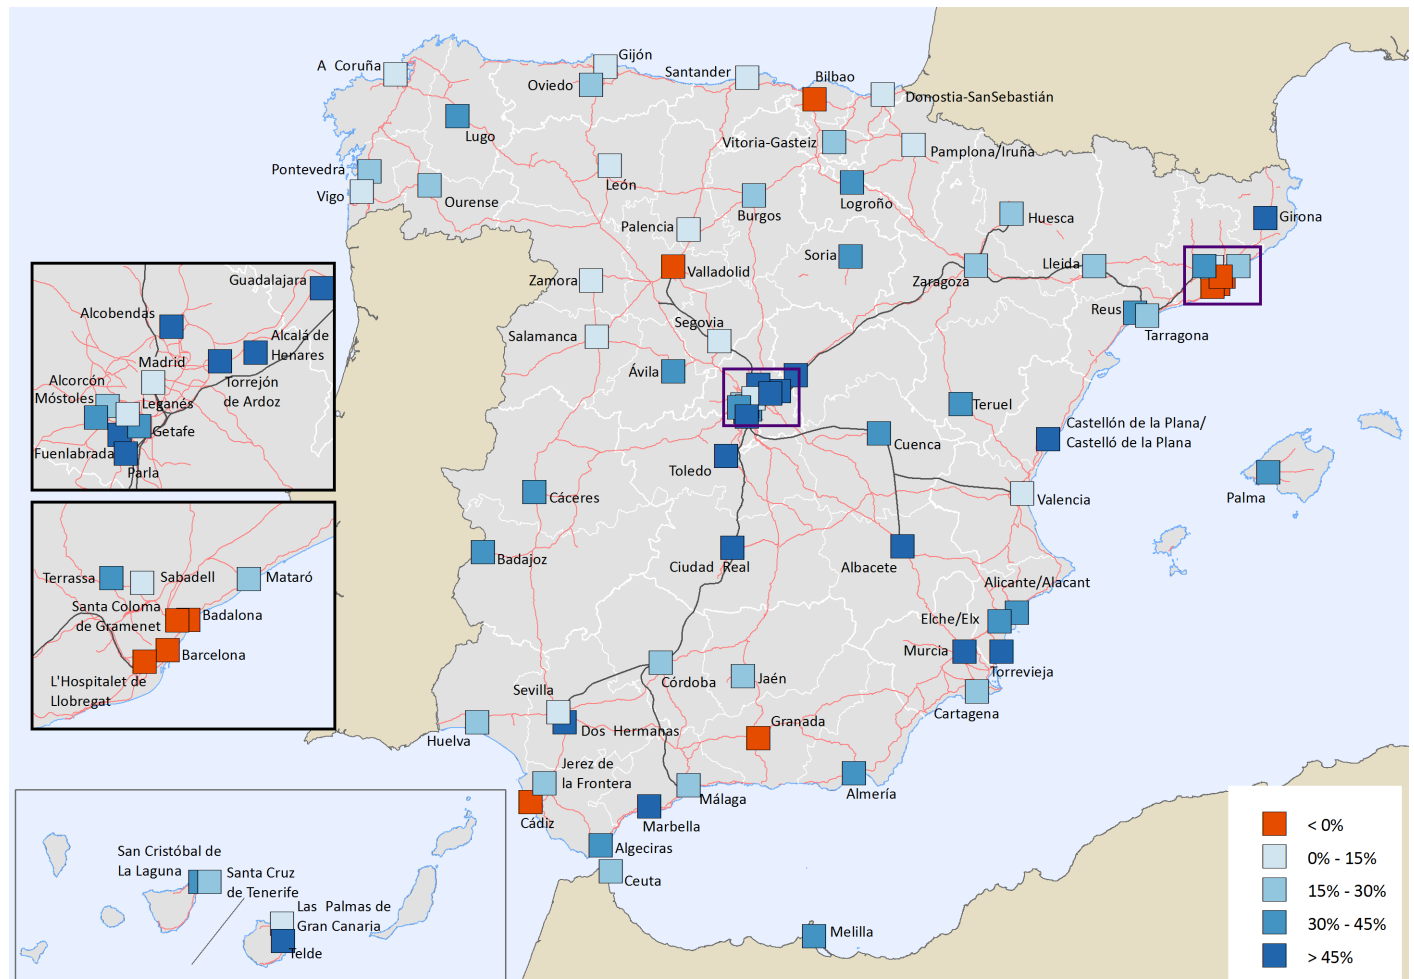 Gijón
A Coruña
Santander
Bilbao
Oviedo
Donostia-SanSebastián
Lugo
Vitoria-Gasteiz
Pamplona/Iruña
Pontevedra
León
Vigo
Ourense
Burgos
Logroño
Huesca
Girona
Palencia
Soria
Valladolid
Lleida
Zamora
Zaragoza
Reus
Segovia
Salamanca
Tarragona
Ávila
Teruel
Castellón de la Plana/
Castelló de la Plana
Cuenca
Toledo
Cáceres
Palma
Valencia
Badajoz
Ciudad Real
Albacete
Alicante/Alacant
Elche/Elx
Murcia
Torrevieja
Córdoba
Jaén
Sevilla
Cartagena
Granada
Dos Hermanas
Huelva
Jerez de
la Frontera
Almería
Málaga
Cádiz
Marbella
Algeciras
Ceuta
Melilla
Guadalajara
Alcobendas
Alcalá de
Henares
Madrid
Alcorcón
Torrejón
de Ardoz
Móstoles
Leganés
Getafe
Fuenlabrada
Parla
Terrassa
Sabadell
Mataró
Santa Coloma
de Gramenet
Badalona
Barcelona
L'Hospitalet de
Llobregat
San Cristóbal de
La Laguna
Santa Cruz
de Tenerife
Las Palmas de
Gran Canaria
Telde
< 0%
0% - 15%
15% - 30%
30% - 45%
> 45%